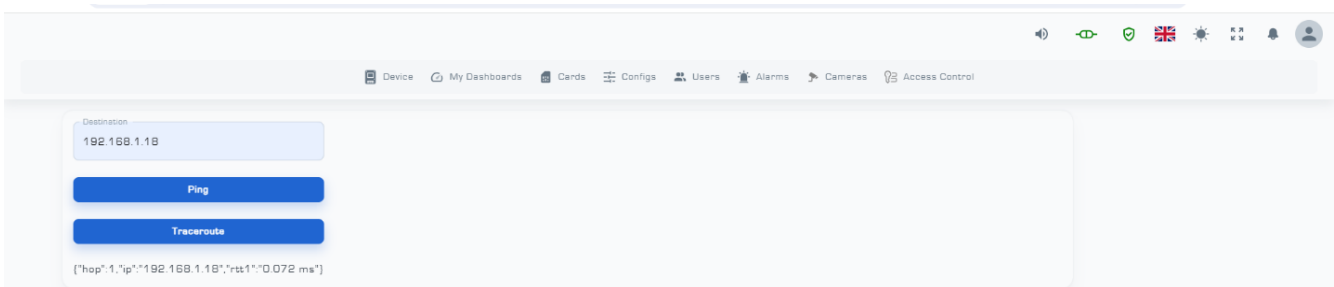 Device My Dashboards Cards Configs Users Alarms Cameras Access Control
Destination
192.168.1.18
Ping
Traceroute
{"hop":1,"ip":"192.168.1.18","rtt1":"0.072 ms"}